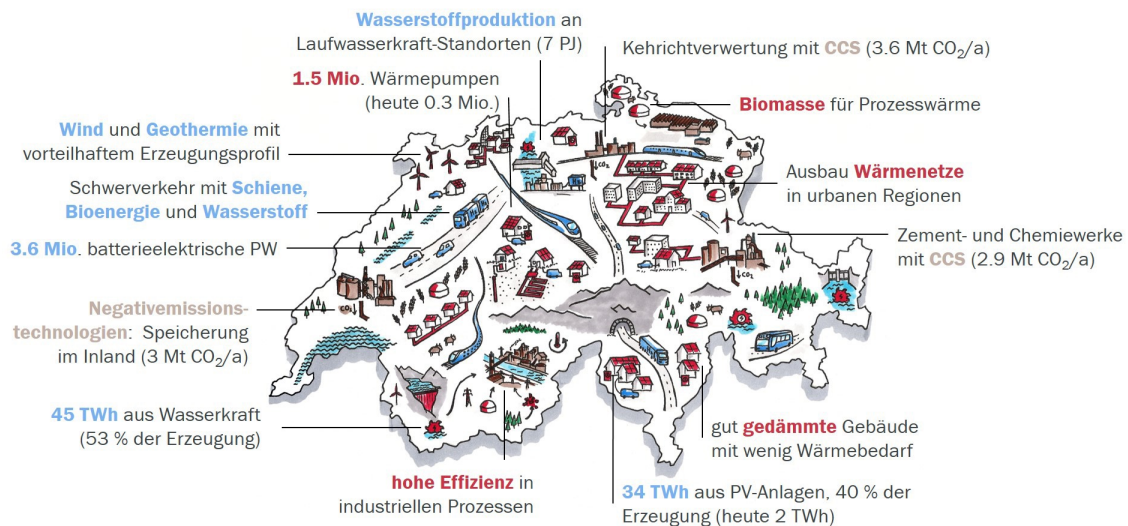 Wasserstoffproduktion an
Laufwasserkraft-Standorten (7 PJ)
Kehrichtverwertung mit CCS (3.6 Mt CO₂/a)
1.5 Mio. Wärmepumpen
(heute 0.3 Mio.)
Biomasse für Prozesswärme
Wind und Geothermie mit
vorteilhaftem Erzeugungsprofil
Ausbau Wärmenetze
in urbanen Regionen
Schwerverkehr mit Schiene,
Bioenergie und Wasserstoff
3.6 Mio. batterieelektrische PW
Zement- und Chemiewerke
mit CCS (2.9 Mt CO₂/a)
Negativemissions-
technologien: Speicherung
im Inland (3 Mt CO₂/a)
45 TWh aus Wasserkraft
(53 % der Erzeugung)
gut gedämmte Gebäude
mit wenig Wärmebedarf
hohe Effizienz in
industriellen Prozessen
34 TWh aus PV-Anlagen, 40 % der
Erzeugung (heute 2 TWh)
CO₂
CO₂
CO₂